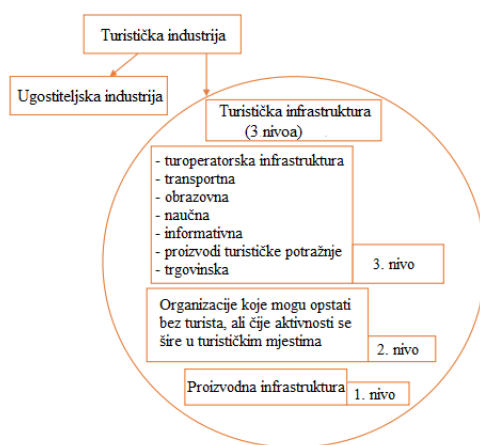 Turistička industrija
Ugostiteljska industrija
Turistička infrastruktura
(3 nivoa)
- turoperatorska infrastruktura
- transportna
- obrazovna
- naučna
- informativna
- proizvodi turističke potražnje
- trgovinska
3. nivo
Organizacije koje mogu opstati
bez turista, ali čije aktivnosti se
šire u turističkim mjestima
2. nivo
Proizvodna infrastruktura
1. nivo